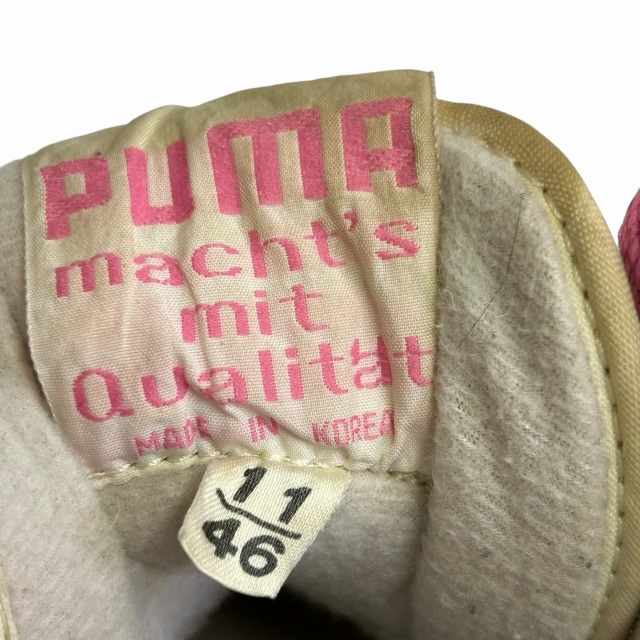 PUMA
macht's
mit
Qualität
MADE IN KOREA
11
46